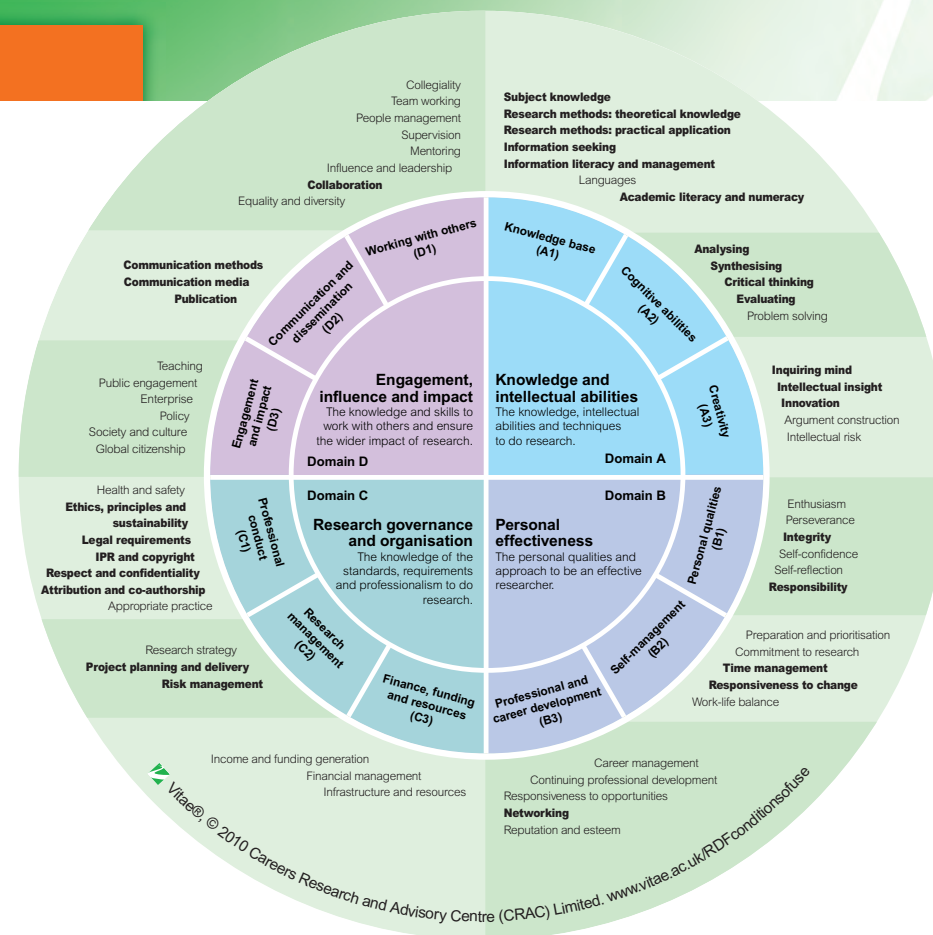 Collegiality
Team working
People management
Supervision
Mentoring
Influence and leadership
Collaboration
Equality and diversity
Subject knowledge
Research methods: theoretical knowledge
Research methods: practical application
Information seeking
Information literacy and management
Languages
Academic literacy and numeracy
Communication methods
Communication media
Publication
Working with others
(D1)
Knowledge base
(A1)
Analysing
Synthesising
Critical thinking
Evaluating
Problem solving
Communication and
dissemination
(D2)
Cognitive abilities
(A2)
Teaching
Public engagement
Enterprise
Policy
Society and culture
Global citizenship
Engagement
and impact
(D3)
Engagement,
influence and impact
The knowledge and skills to
work with others and ensure
the wider impact of research.
Domain D
Knowledge and
intellectual abilities
The knowledge, intellectual
abilities and techniques
to do research.
Domain A
Creativity
(A3)
Inquiring mind
Intellectual insight
Innovation
Argument construction
Intellectual risk
Health and safety
Ethics, principles and
sustainability
Legal requirements
IPR and copyright
Respect and confidentiality
Attribution and co-authorship
Appropriate practice
Professional
conduct
(C1)
Domain C
Research governance
and organisation
The knowledge of the
standards, requirements
and professionalism to do
research.
Domain B
Personal
effectiveness
The personal qualities and
approach to be an effective
researcher.
Personal qualities
(B1)
Enthusiasm
Perseverance
Integrity
Self-confidence
Self-reflection
Responsibility
Research strategy
Project planning and delivery
Risk management
Research
management
(C2)
Self-management
(B2)
Preparation and prioritisation
Commitment to research
Time management
Responsiveness to change
Work-life balance
Finance, funding
and resources
(C3)
Professional and
career development
(B3)
Income and funding generation
Financial management
Infrastructure and resources
Career management
Continuing professional development
Responsiveness to opportunities
Networking
Reputation and esteem
Vitae®, © 2010 Careers Research and Advisory Centre (CRAC) Limited. www.vitae.ac.uk/RDFconditionsofuse